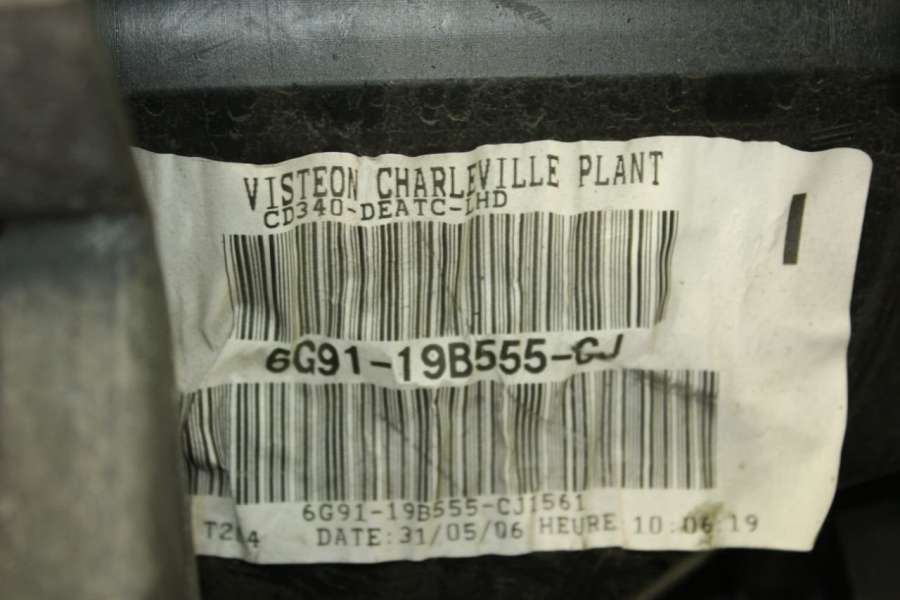 VISTEON CHARLEVILLE PLANT
CD340-DEATC-LHD
6G91-19B555-CJ
6G91-19B555-CJ1561
DATE:31/05/06 HEURE 10:06:19